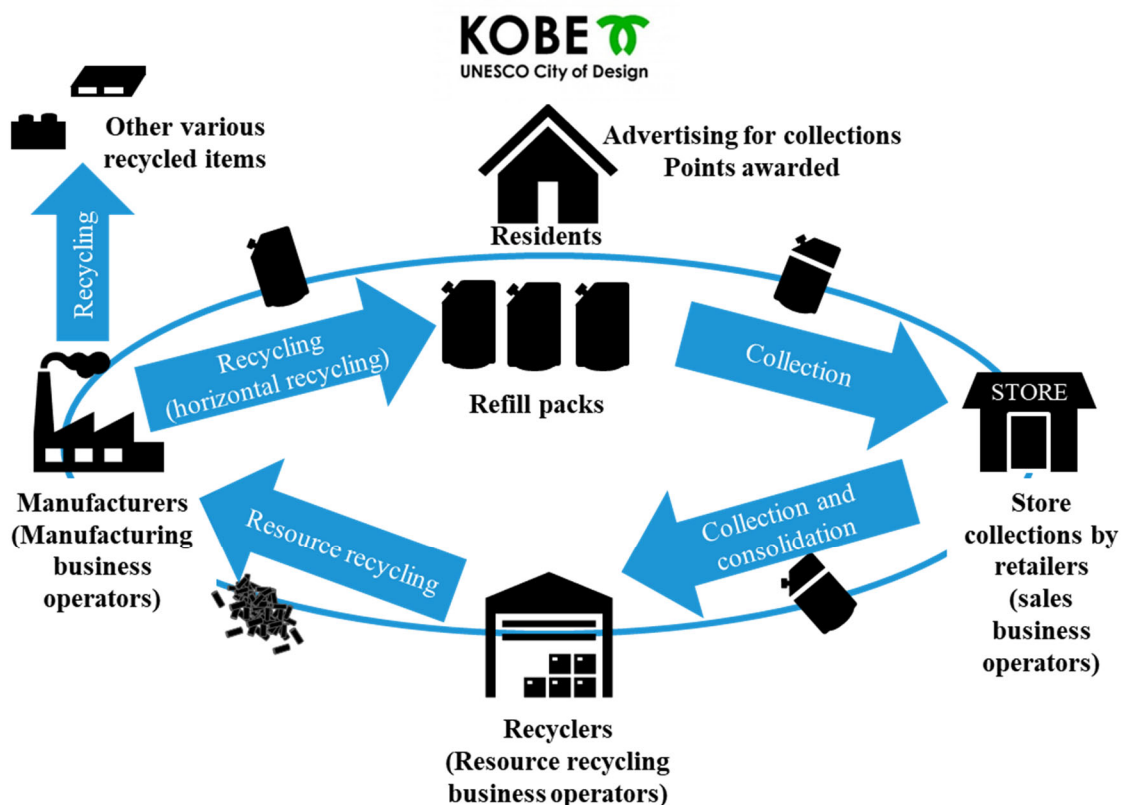 KOBE
UNESCO City of Design
Other various
recycled items
Advertising for collections
Points awarded
Residents
Recycling
Recycling
(horizontal recycling)
Refill packs
Collection
STORE
Manufacturers
(Manufacturing
business
operators)
Resource recycling
Collection and
consolidation
Store
collections by
retailers
(sales
business
operators)
Recyclers
(Resource recycling
business operators)